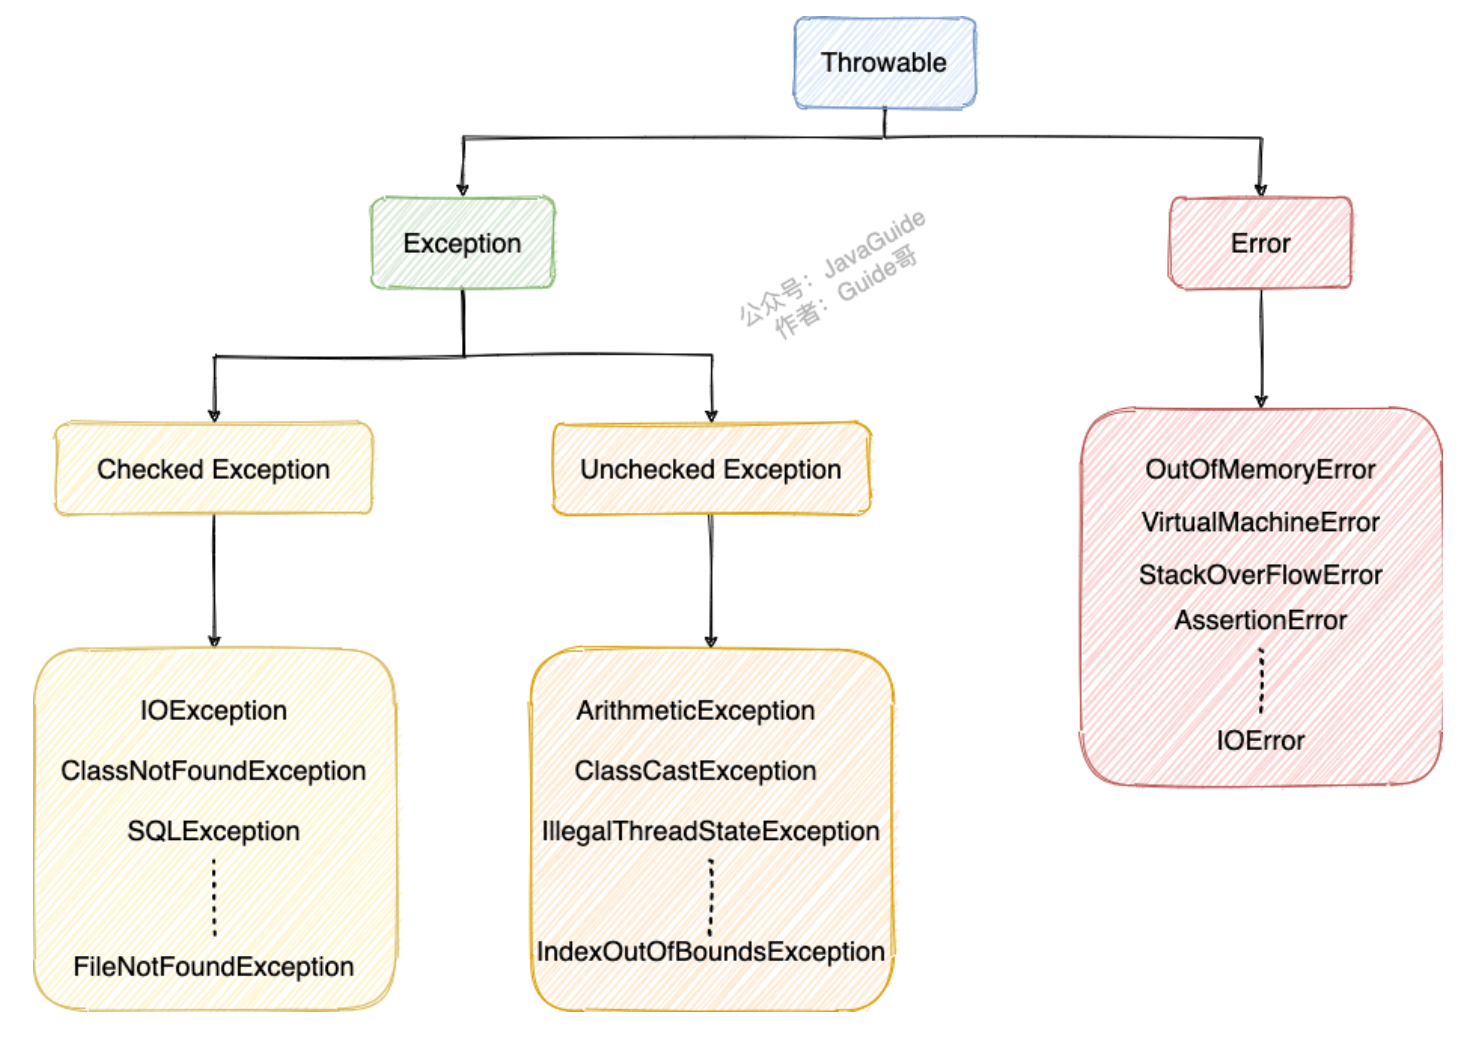 Throwable
Exception
Error
公众号：JavaGuide
作者：Guide哥
Checked Exception
Unchecked Exception
OutOfMemoryError
VirtualMachineError
StackOverFlowError
AssertionError
IOError
IOException
ClassNotFoundException
SQLException
FileNotFoundException
ArithmeticException
ClassCastException
IllegalThreadStateException
IndexOutOfBoundsException